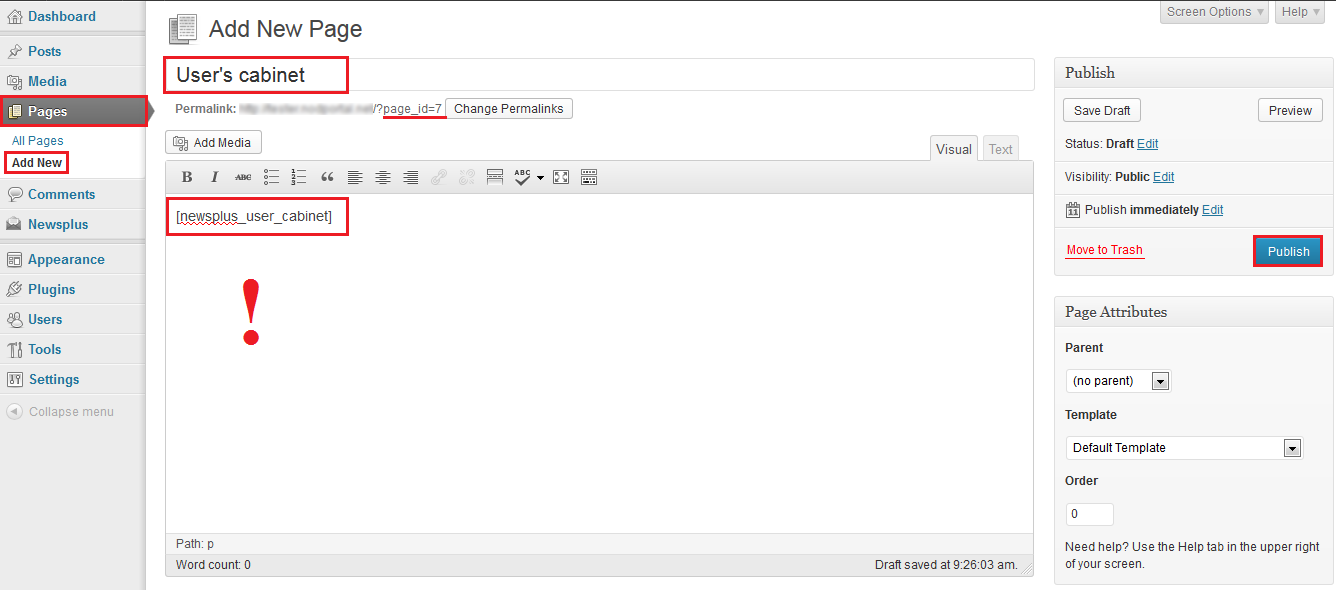 Dashboard
Posts
Media
Pages
All Pages
Add New
Comments
Newsplus
Appearance
Plugins
Users
Tools
Settings
Collapse menu
Screen Options
Help
Add New Page
User's cabinet
Permalink: /?page_id=7 Change Permalinks
Add Media
Visual Text
B I ABC ABC
[newsplus_user_cabinet]
!
Path: p
Word count: 0 Draft saved at 9:26:03 am.
Publish
Save Draft Preview
Status: Draft Edit
Visibility: Public Edit
11 Publish immediately Edit
Move to Trash Publish
Page Attributes
Parent
(no parent)
Template
Default Template
Order
0
Need help? Use the Help tab in the upper right
of your screen.